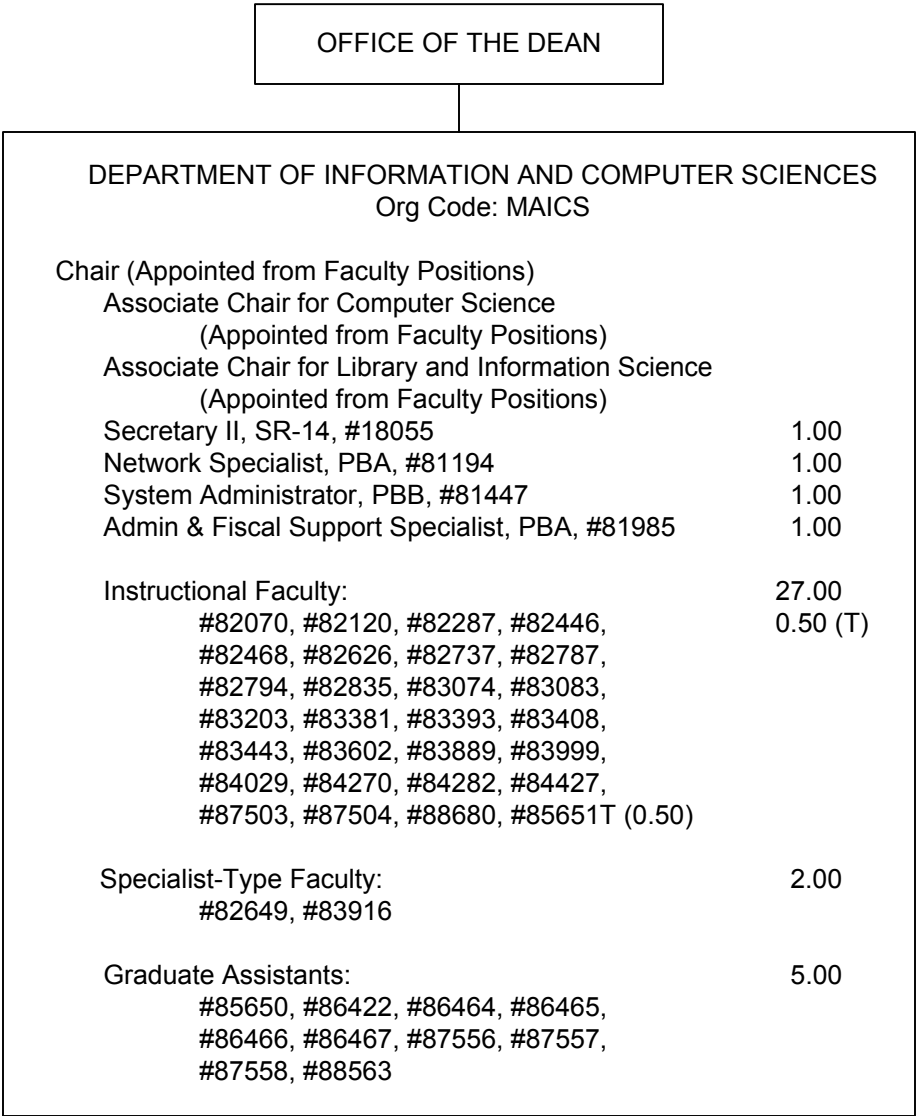 OFFICE OF THE DEAN
DEPARTMENT OF INFORMATION AND COMPUTER SCIENCES
Org Code: MAICS
Chair (Appointed from Faculty Positions)
Associate Chair for Computer Science
(Appointed from Faculty Positions)
Associate Chair for Library and Information Science
(Appointed from Faculty Positions)
Secretary II, SR-14, #18055 1.00
Network Specialist, PBA, #81194 1.00
System Administrator, PBB, #81447 1.00
Admin & Fiscal Support Specialist, PBA, #81985 1.00
Instructional Faculty: 27.00
#82070, #82120, #82287, #82446, 0.50 (T)
#82468, #82626, #82737, #82787,
#82794, #82835, #83074, #83083,
#83203, #83381, #83393, #83408,
#83443, #83602, #83889, #83999,
#84029, #84270, #84282, #84427,
#87503, #87504, #88680, #85651T (0.50)
Specialist-Type Faculty: 2.00
#82649, #83916
Graduate Assistants: 5.00
#85650, #86422, #86464, #86465,
#86466, #86467, #87556, #87557,
#87558, #88563